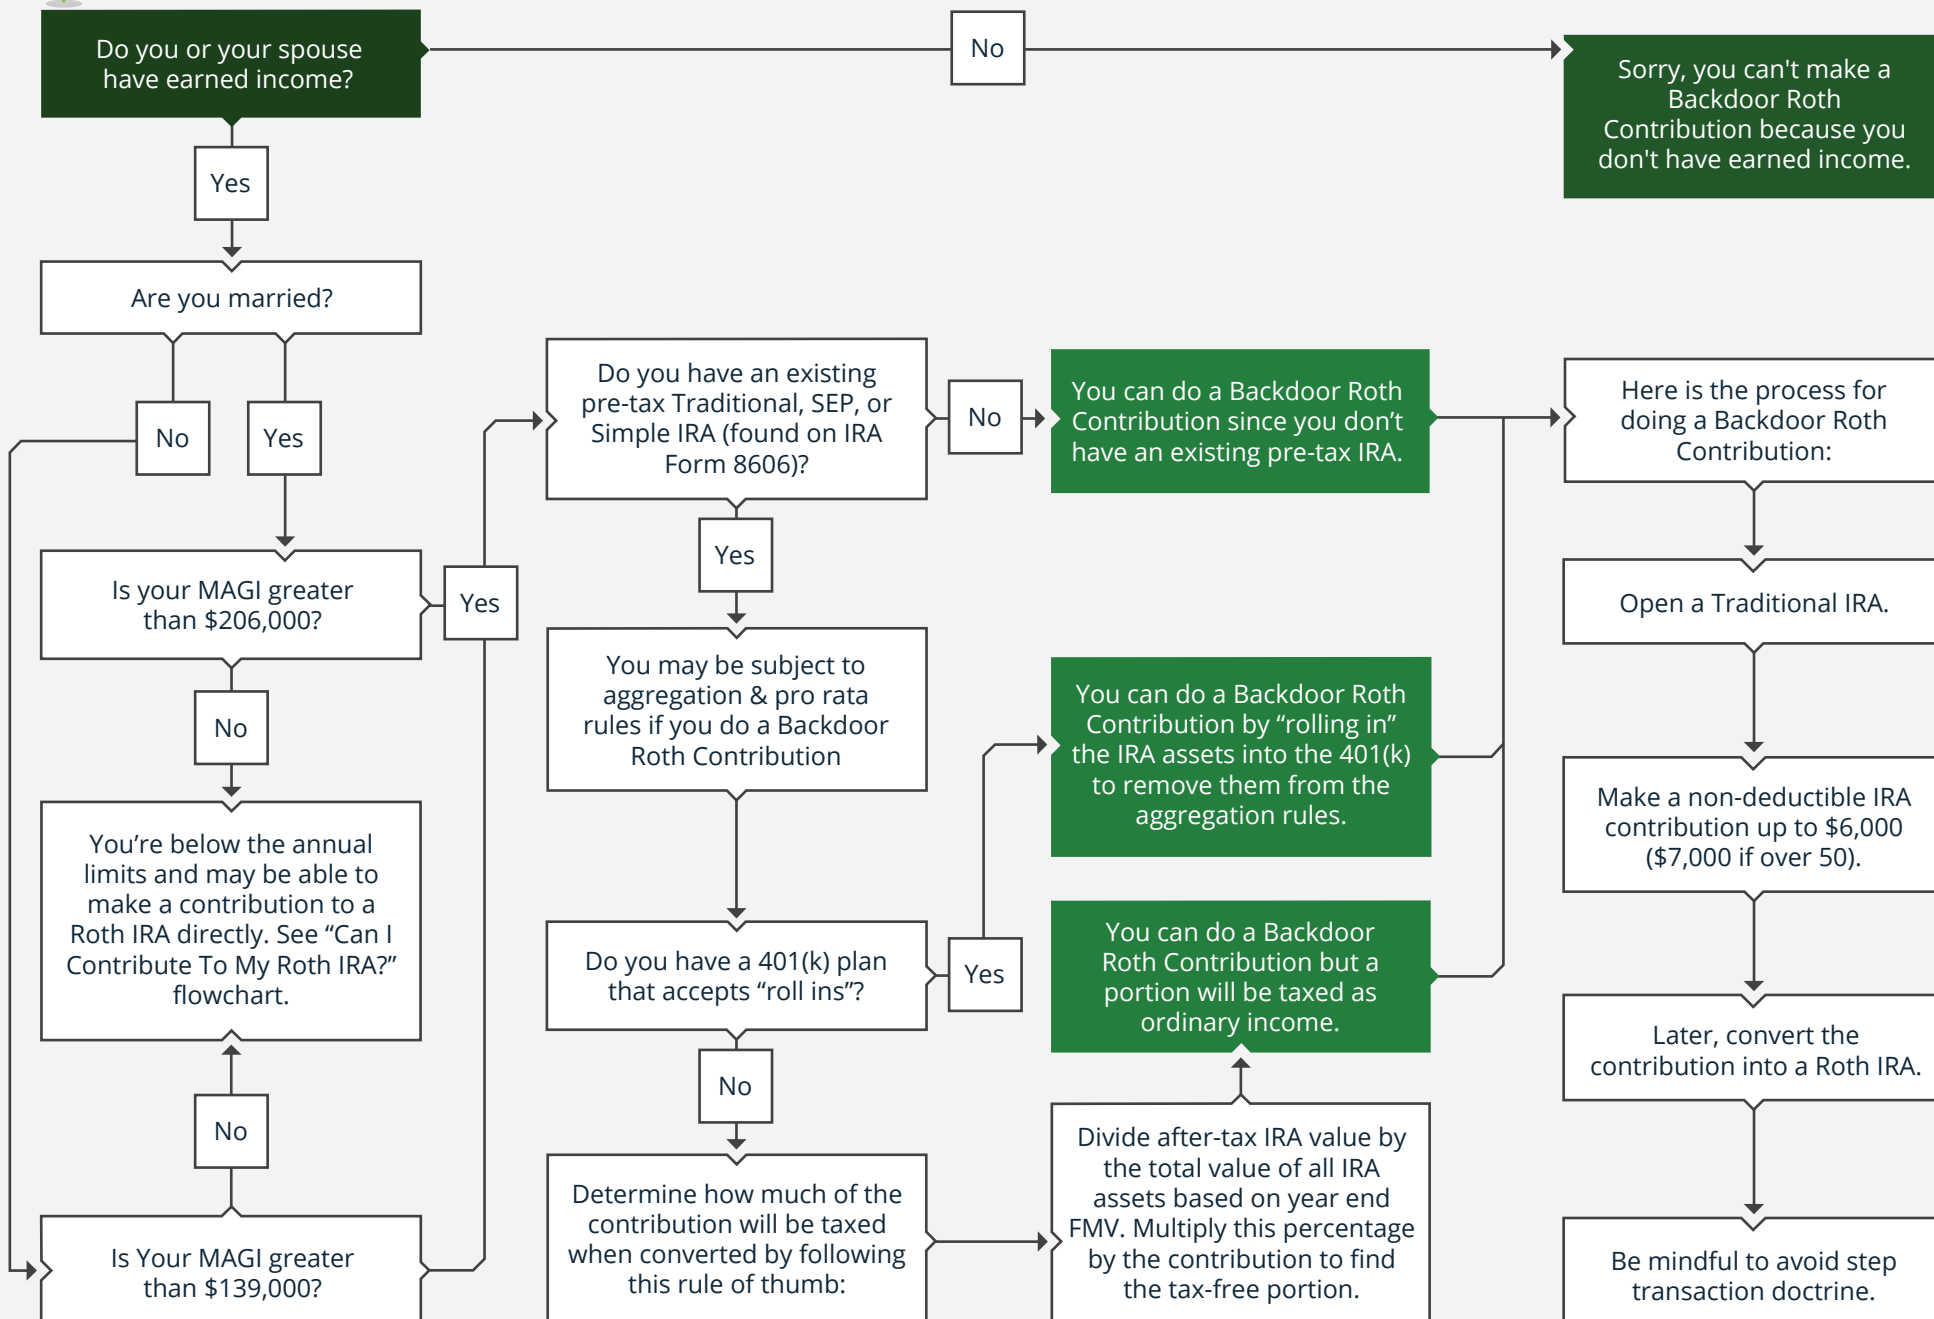 Do you or your spouse
have earned income?
No
Sorry, you can't make a
Backdoor Roth
Contribution because you
don't have earned income.
Yes
Are you married?
No
Yes
Is your MAGI greater
than $206,000?
Yes
No
You’re below the annual
limits and may be able to
make a contribution to a
Roth IRA directly. See “Can I
Contribute To My Roth IRA?”
flowchart.
No
Is Your MAGI greater
than $139,000?
Do you have an existing
pre-tax Traditional, SEP, or
Simple IRA (found on IRA
Form 8606)?
No
You can do a Backdoor Roth
Contribution since you don’t
have an existing pre-tax IRA.
Yes
You may be subject to
aggregation & pro rata
rules if you do a Backdoor
Roth Contribution
Do you have a 401(k) plan
that accepts “roll ins”?
Yes
You can do a Backdoor Roth
Contribution by “rolling in”
the IRA assets into the 401(k)
to remove them from the
aggregation rules.
No
Determine how much of the
contribution will be taxed
when converted by following
this rule of thumb:
Divide after-tax IRA value by
the total value of all IRA
assets based on year end
FMV. Multiply this percentage
by the contribution to find
the tax-free portion.
You can do a Backdoor
Roth Contribution but a
portion will be taxed as
ordinary income.
Here is the process for
doing a Backdoor Roth
Contribution:
Open a Traditional IRA.
Make a non-deductible IRA
contribution up to $6,000
($7,000 if over 50).
Later, convert the
contribution into a Roth IRA.
Be mindful to avoid step
transaction doctrine.